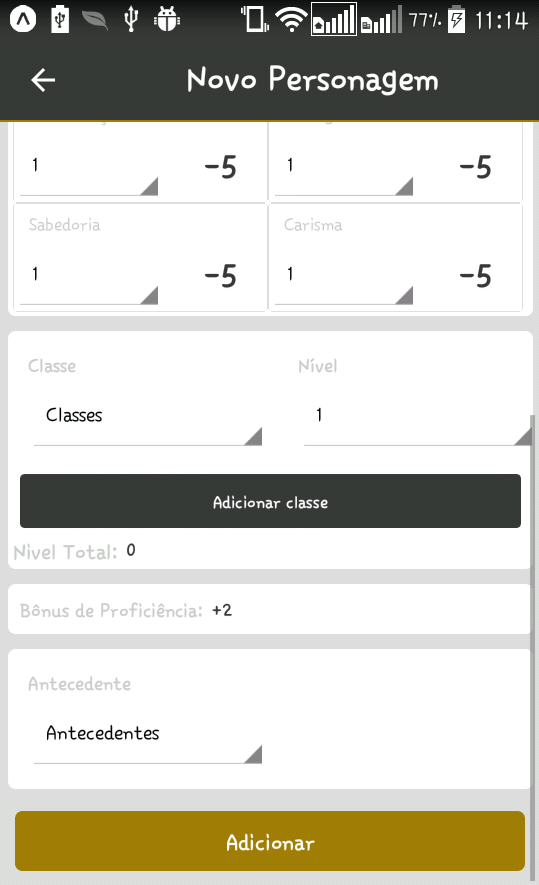 77% 11:14
Novo Personagem
1 -5 1 -5
Sabedoria Carisma
1 -5 1 -5
Classe Nível
Classes 1
Adicionar classe
Nivel Total: 0
Bônus de Proficiência: +2
Antecedente
Antecedentes
Adicionar